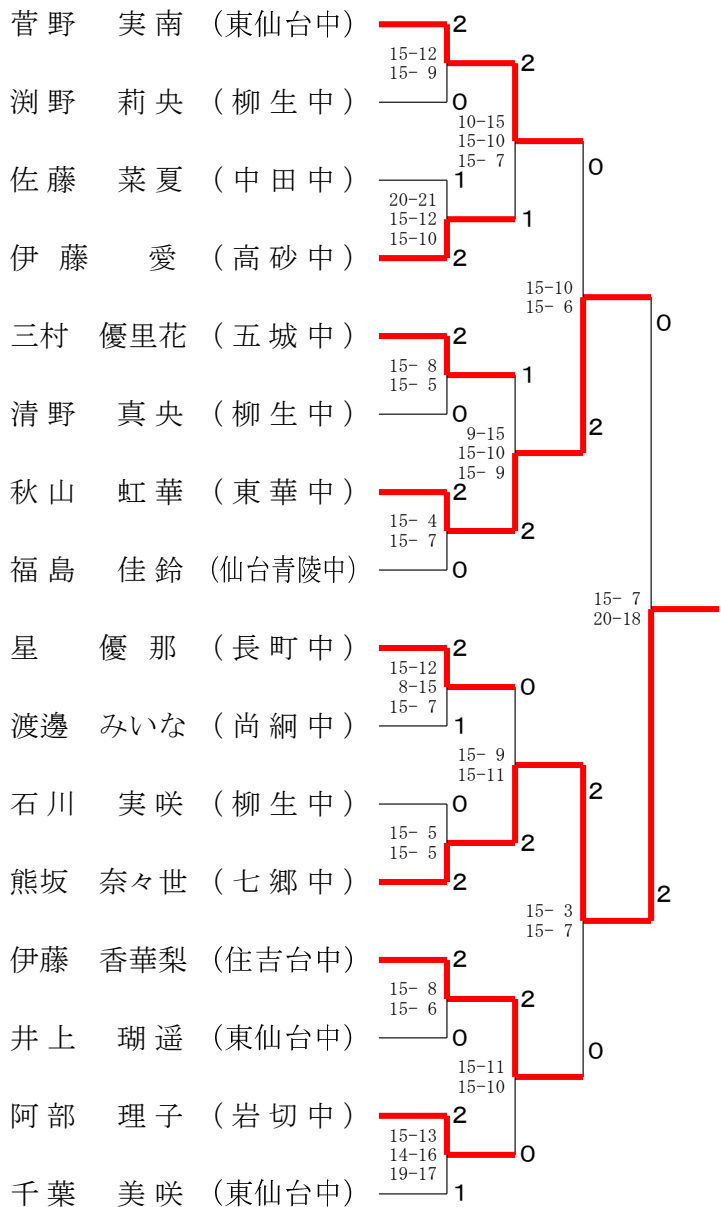 菅野 実南 (東仙台中) 2
15-12 2
15- 9
渕野 莉央 (柳生中) 0
10-15
15-10
15- 7 0
佐藤 菜夏 (中田中) 1
20-21
15-12 1
15-10
伊藤 愛 (高砂中) 2
15-10
15- 6 0
三村 優里花 (五城中) 2
15- 8 1
15- 5
清野 真央 (柳生中) 0
9-15 2
15-10
15- 9
秋山 虹華 (東華中) 2
15- 4 2
15- 7
福島 佳鈴 (仙台青陵中) 0
15- 7
20-18
星 優那 (長町中) 2
15-12
8-15 0
15- 7
渡邊 みいな (尚絅中) 1
15- 9
15-11 2
石川 実咲 (柳生中) 0
15- 5 2
15- 5
熊坂 奈々世 (七郷中) 2
2
15- 3
15- 7
伊藤 香華梨 (住吉台中) 2
15- 8 2
15- 6
井上 瑚遥 (東仙台中) 0
0
15-11
15-10
阿部 理子 (岩切中) 2
15-13
14-16 0
19-17
千葉 美咲 (東仙台中) 1